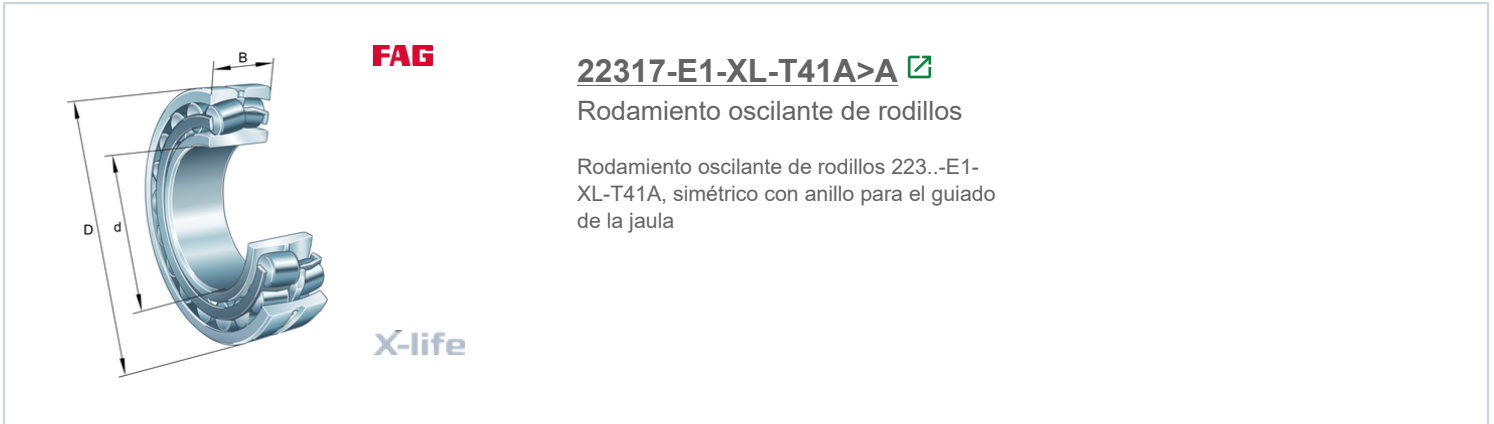 B
FAG
22317-E1-XL-T41A>A
Rodamiento oscilante de rodillos
Rodamiento oscilante de rodillos 223..-E1-
XL-T41A, simétrico con anillo para el guiado
de la jaula
D
d
X-life